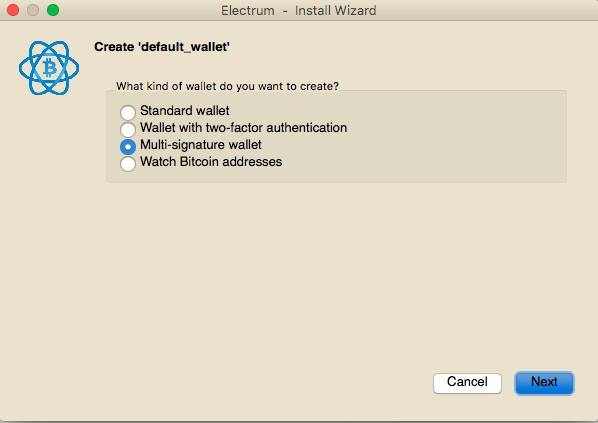 Electrum - Install Wizard
Create 'default_wallet'
What kind of wallet do you want to create?
Standard wallet
Wallet with two-factor authentication
Multi-signature wallet
Watch Bitcoin addresses
Cancel
Next